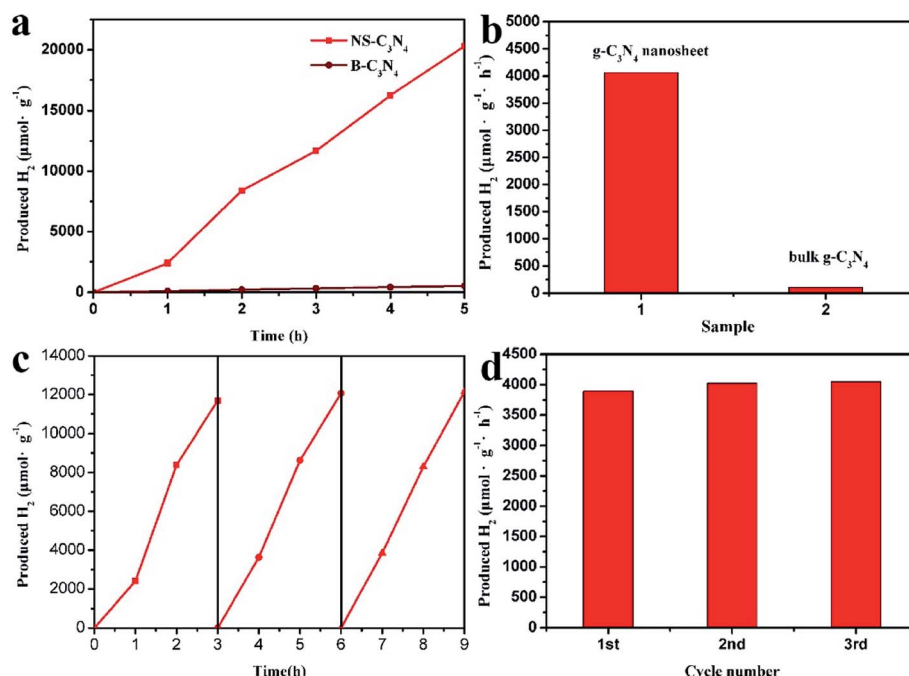 a
NS-C₃N₄
B-C₃N₄
Produced H₂ (μmol· g⁻¹)
20000
15000
10000
5000
0
0 1 2 3 4 5
Time (h)
b
g-C₃N₄ nanosheet
bulk g-C₃N₄
Produced H₂ (μmol· g⁻¹· h⁻¹)
5000
4500
4000
3500
3000
2500
2000
1500
1000
500
0
1 2
Sample
c
Produced H₂ (μmol· g⁻¹)
14000
12000
10000
8000
6000
4000
2000
0
0 1 2 3 4 5 6 7 8 9
Time(h)
d
Produced H₂ (μmol· g⁻¹· h⁻¹)
4500
4000
3500
3000
2500
2000
1500
1000
500
0
1st 2nd 3rd
Cycle number